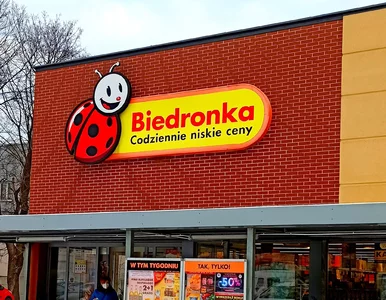 Biedronka
Codziennie niskie ceny
W TYM TYGODNIU
TAK, TYLKO!
2+1
-50%